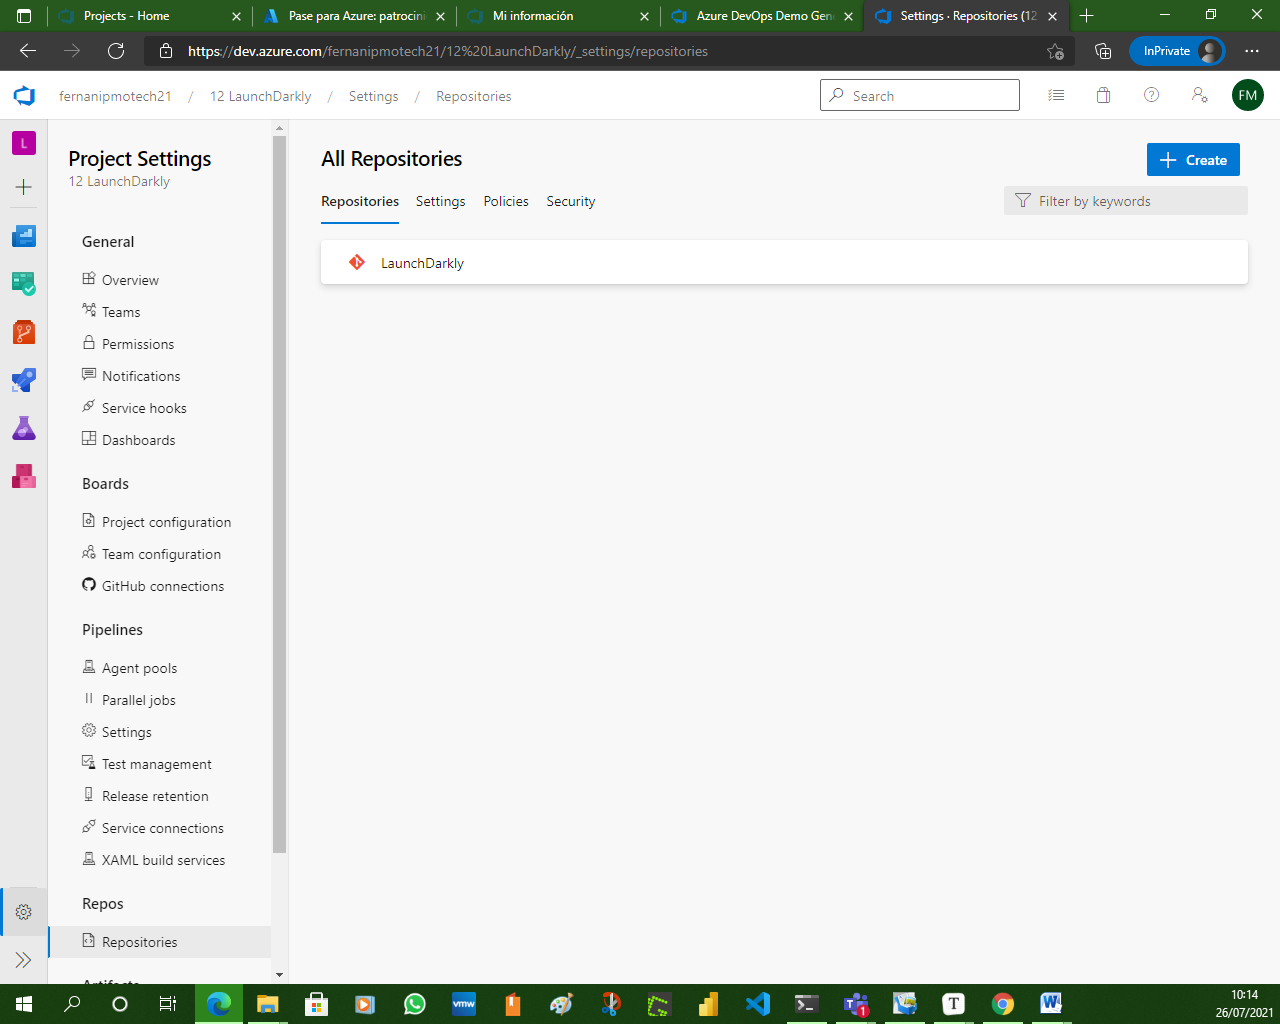 Projects - Home
Pase para Azure: patrocini
Mi información
Azure DevOps Demo Gen
Settings · Repositories (12
https://dev.azure.com/fernanipmotech21/12%20LaunchDarkly/_settings/repositories
InPrivate
fernanipmotech21 / 12 LaunchDarkly / Settings / Repositories
Search
FM
L
Project Settings
12 LaunchDarkly
General
Overview
Teams
Permissions
Notifications
Service hooks
Dashboards
Boards
Project configuration
Team configuration
GitHub connections
Pipelines
Agent pools
Parallel jobs
Settings
Test management
Release retention
Service connections
XAML build services
Repos
Repositories
Artifacts
All Repositories
Create
Repositories Settings Policies Security
Filter by keywords
LaunchDarkly
vmw
T
1
10:14
26/07/2021